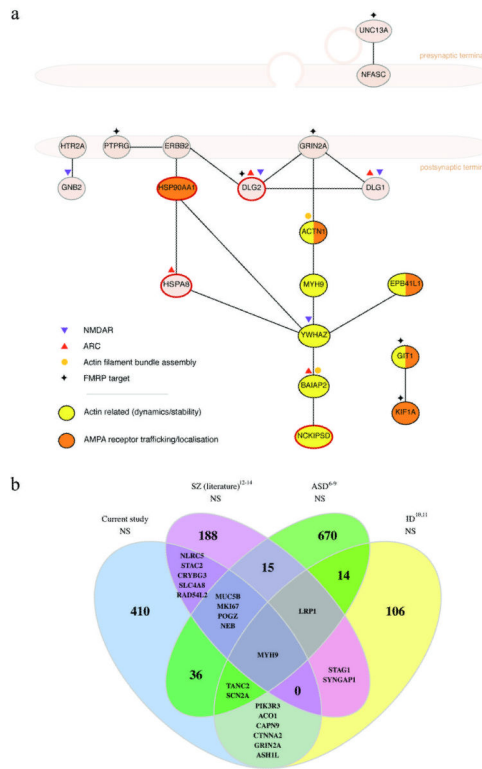 a
UNC13A
presynaptic termin
NFASC
HTR2A
PTPRG
ERBB2
GRIN2A
postsynaptic termin
GNB2
HSP90AA1
DLG2
DLG1
ACTN1
HSPA8
MYH9
EPB41L1
YWHAZ
NMDAR
ARC
Actin filament bundle assembly
FMRP target
GIT1
BAIAP2
Actin related (dynamics/stability)
KIF1A
AMPA receptor trafficking/localisation
NCKIPSD
b
SZ (literature)12-14
NS
ASD6-9
NS
Current study
NS
ID10,11
NS
188
670
NLRC5
STAC2
CRYBG3
SLC4A8
RAD54L2
15
14
410
MUC5B
MKI67
POGZ
NEB
LRP1
106
MYH9
36
STAG1
SYNGAP1
TANC2
SCN2A
0
PIK3R3
ACO1
CAPN9
CTNNA2
GRIN2A
ASH1L